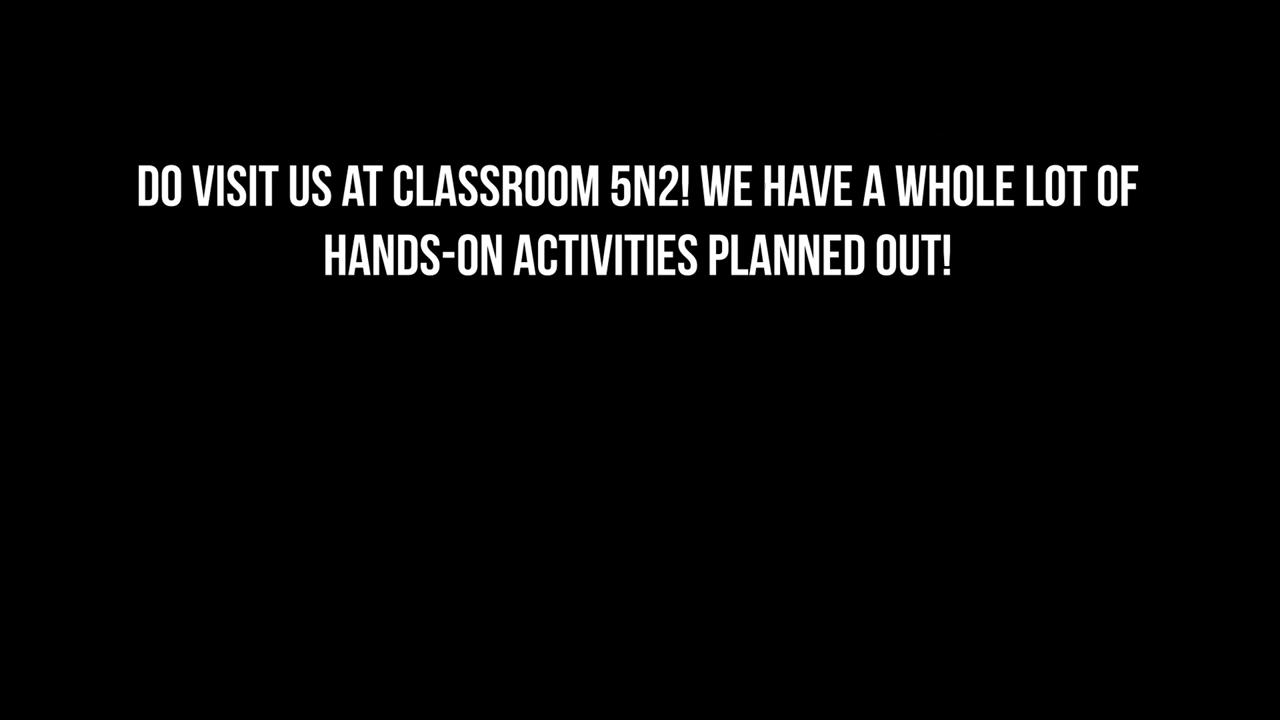 DO VISIT US AT CLASSROOM 5N2! WE HAVE A WHOLE LOT OF
HANDS-ON ACTIVITIES PLANNED OUT!